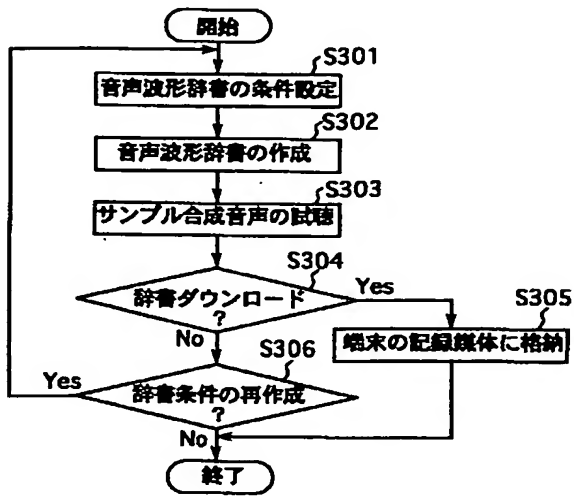 開始
S301
音声波形辞書の条件設定
S302
音声波形辞書の作成
S303
サンプル合成音声の試聴
S304
辞書ダウンロード
?
Yes
No
S305
端末の記録媒体に格納
S306
辞書条件の再作成
?
Yes
No
終了